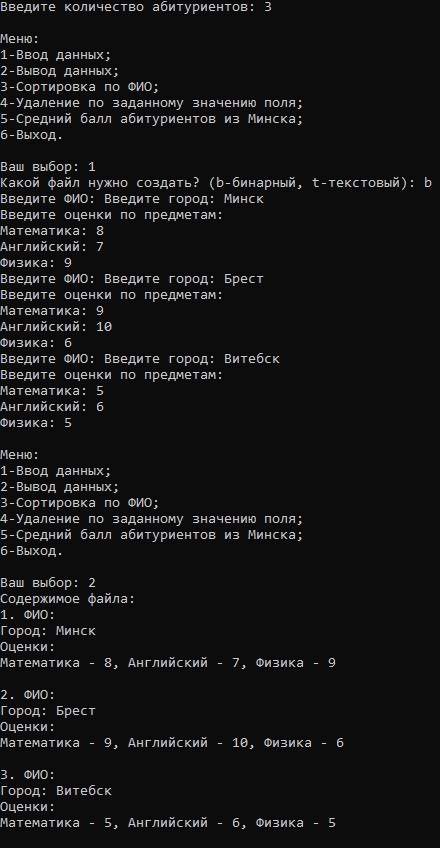 Введите количество абитуриентов: 3
Меню:
1-Ввод данных;
2-Вывод данных;
3-Сортировка по ФИО;
4-Удаление по заданному значению поля;
5-Средний балл абитуриентов из Минска;
6-Выход.
Ваш выбор: 1
Какой файл нужно создать? (b-бинарный, t-текстовый): b
Введите ФИО: Введите город: Минск
Введите оценки по предметам:
Математика: 8
Английский: 7
Физика: 9
Введите ФИО: Введите город: Брест
Введите оценки по предметам:
Математика: 9
Английский: 10
Физика: 6
Введите ФИО: Введите город: Витебск
Введите оценки по предметам:
Математика: 5
Английский: 6
Физика: 5
Меню:
1-Ввод данных;
2-Вывод данных;
3-Сортировка по ФИО;
4-Удаление по заданному значению поля;
5-Средний балл абитуриентов из Минска;
6-Выход.
Ваш выбор: 2
Содержимое файла:
1. ФИО:
Город: Минск
Оценки:
Математика - 8, Английский - 7, Физика - 9
2. ФИО:
Город: Брест
Оценки:
Математика - 9, Английский - 10, Физика - 6
3. ФИО:
Город: Витебск
Оценки:
Математика - 5, Английский - 6, Физика - 5